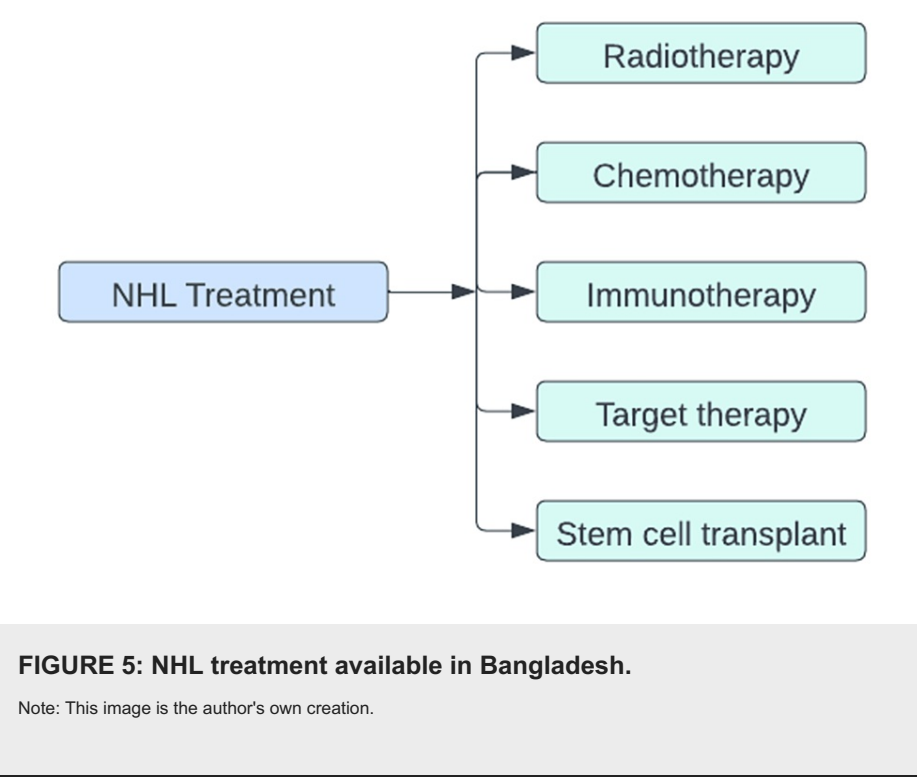 Radiotherapy
Chemotherapy
NHL Treatment
Immunotherapy
Target therapy
Stem cell transplant
FIGURE 5: NHL treatment available in Bangladesh.
Note: This image is the author's own creation.